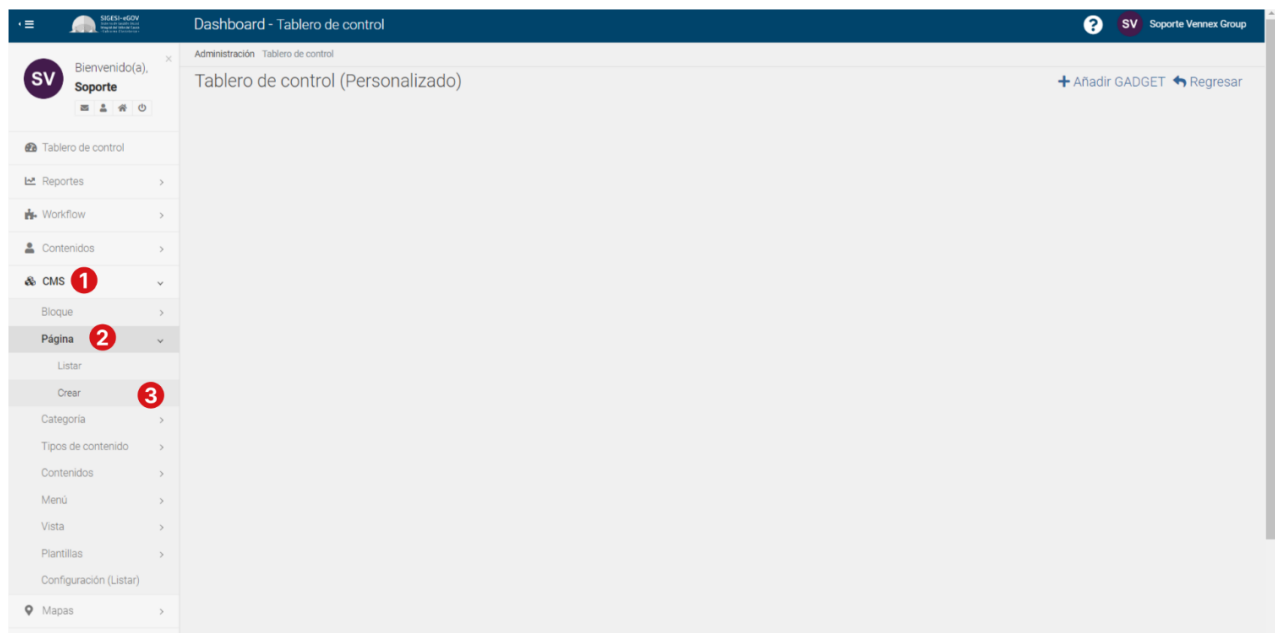 SIGESI-eGOV
Dashboard - Tablero de control
? SV Soporte Vennex Group
Administración Tablero de control
Tablero de control (Personalizado)
Añadir GADGET Regresar
SV
Bienvenido(a),
Soporte
×
Tablero de control
Reportes
Workflow
Contenidos
CMS 1
Bloque
Página 2
Listar
Crear 3
Categoría
Tipos de contenido
Contenidos
Menú
Vista
Plantillas
Configuración (Listar)
Mapas